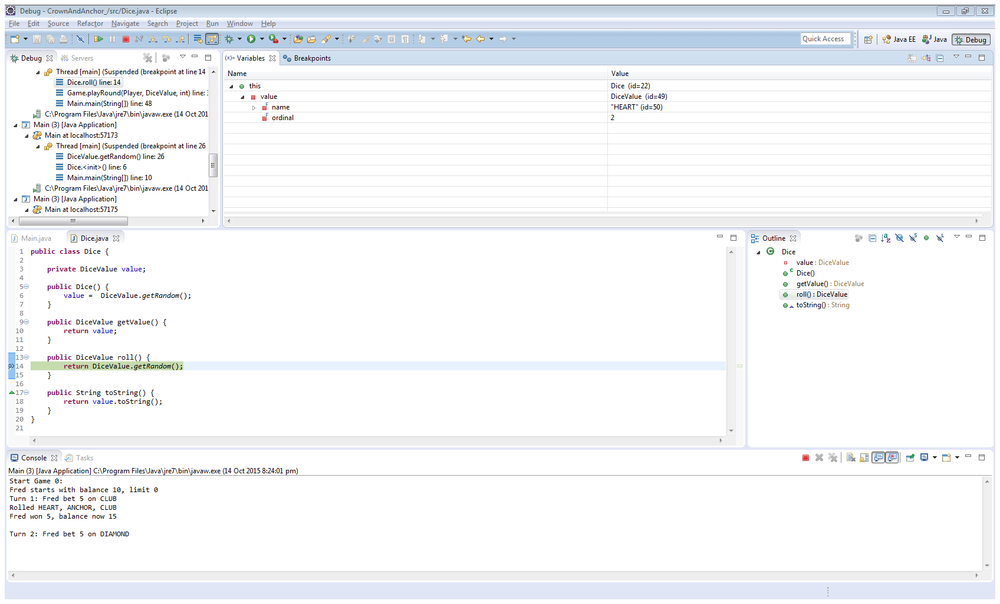 Debug - CrownAndAnchor_/src/Dice.java - Eclipse
File Edit Source Refactor Navigate Search Project Run Window Help
Quick Access Java EE Java Debug
Debug Servers
Thread [main] (Suspended (breakpoint at line 14
Dice.roll() line: 14
Game.playRound(Player, DiceValue, int) line:
Main.main(String[]) line: 48
C:\Program Files\Java\jre7\bin\javaw.exe (14 Oct 201
Main (3) [Java Application]
Main at localhost:57173
Thread [main] (Suspended (breakpoint at line 26
DiceValue.getRandom() line: 26
Dice.<init>() line: 6
Main.main(String[]) line: 10
C:\Program Files\Java\jre7\bin\javaw.exe (14 Oct 201
Main (3) [Java Application]
Main at localhost:57175
(x)= Variables Breakpoints
Name Value
this Dice (id=22)
value DiceValue (id=49)
name "HEART" (id=50)
ordinal 2
Main.java Dice.java
1 public class Dice {
2
3 private DiceValue value;
4
5 public Dice() {
6 value = DiceValue.getRandom();
7 }
8
9 public DiceValue getValue() {
10 return value;
11 }
12
13 public DiceValue roll() {
14 return DiceValue.getRandom();
15 }
16
17 public String toString() {
18 return value.toString();
19 }
20 }
21
Outline
Dice
value : DiceValue
Dice()
getValue() : DiceValue
roll() : DiceValue
toString() : String
Console Tasks
Main (3) [Java Application] C:\Program Files\Java\jre7\bin\javaw.exe (14 Oct 2015 8:24:01 pm)
Start Game 0:
Fred starts with balance 10, limit 0
Turn 1: Fred bet 5 on CLUB
Rolled HEART, ANCHOR, CLUB
Fred won 5, balance now 15
Turn 2: Fred bet 5 on DIAMOND